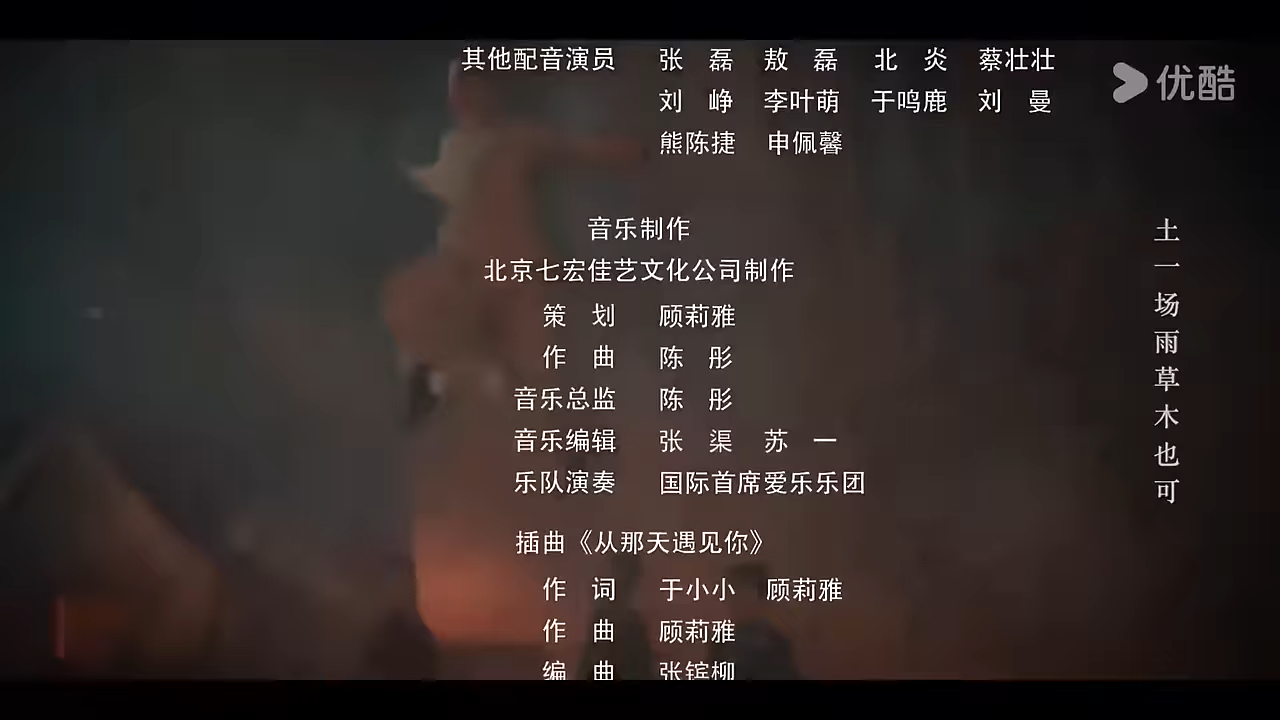 其他配音演员 张 磊 敖 磊 北 炎 蔡壮壮
刘 峥 李叶萌 于鸣鹿 刘 曼
熊陈捷 申佩馨
音乐制作
北京七宏佳艺文化公司制作
策 划 顾莉雅
作 曲 陈 彤
音乐总监 陈 彤
音乐编辑 张 渠 苏 一
乐队演奏 国际首席爱乐乐团
插曲《从那天遇见你》
作 词 于小小 顾莉雅
作 曲 顾莉雅
编 曲 张镔柳
优酷
土一场雨草木也可